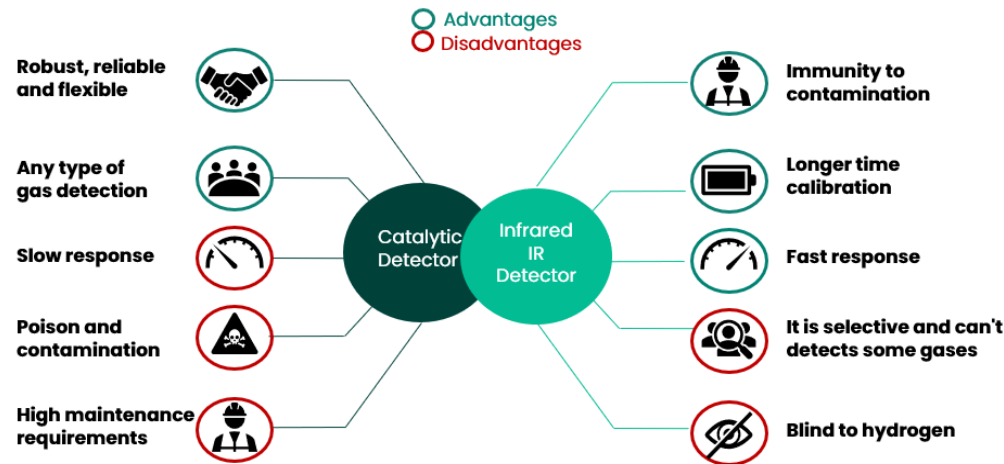 Advantages
Disadvantages
Robust, reliable
and flexible
Any type of
gas detection
Slow response
Poison and
contamination
High maintenance
requirements
Catalytic
Detector
Infrared
IR
Detector
Immunity to
contamination
Longer time
calibration
Fast response
It is selective and can't
detects some gases
Blind to hydrogen